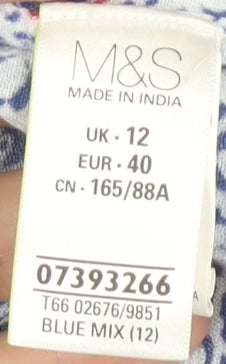 M&S
MADE IN INDIA
UK · 12
EUR · 40
CN · 165/88A
07393266
T66 02676/9851
BLUE MIX (12)
A